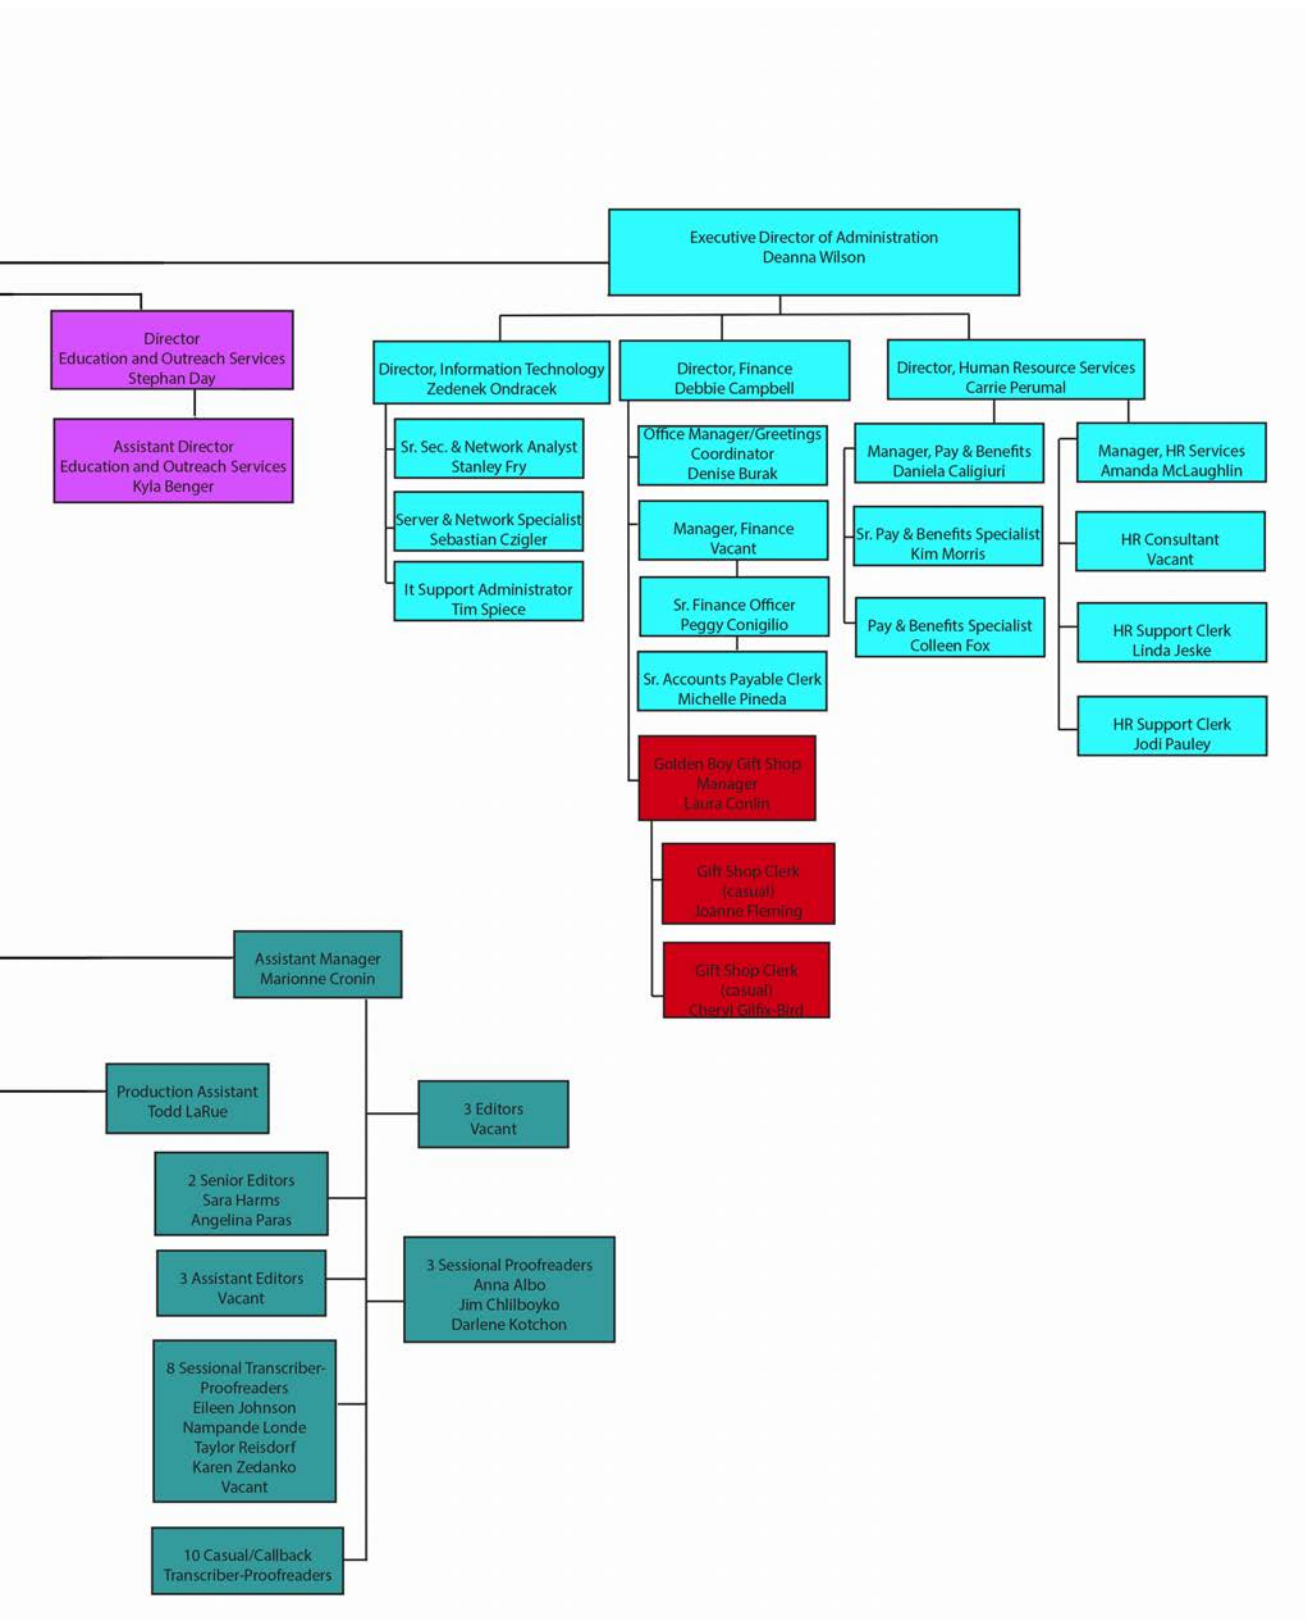 Executive Director of Administration
Deanna Wilson
Director
Education and Outreach Services
Stephan Day
Assistant Director
Education and Outreach Services
Kyla Benger
Director, Information Technology
Zedenek Ondracek
Sr. Sec. & Network Analyst
Stanley Fry
Server & Network Specialist
Sebastian Czigler
It Support Administrator
Tim Spiece
Director, Finance
Debbie Campbell
Office Manager/Greetings
Coordinator
Denise Burak
Manager, Finance
Vacant
Sr. Finance Officer
Peggy Conigilio
Sr. Accounts Payable Clerk
Michelle Pineda
Golden Boy Gift Shop
Manager
Laura Conlin
Gift Shop Clerk
(casual)
Joanne Fleming
Gift Shop Clerk
(casual)
Cheryl Gilfix-Bird
Director, Human Resource Services
Carrie Perumal
Manager, Pay & Benefits
Daniela Caligiuri
Sr. Pay & Benefits Specialist
Kim Morris
Pay & Benefits Specialist
Colleen Fox
Manager, HR Services
Amanda McLaughlin
HR Consultant
Vacant
HR Support Clerk
Linda Jeske
HR Support Clerk
Jodi Pauley
Assistant Manager
Marionne Cronin
Production Assistant
Todd LaRue
3 Editors
Vacant
2 Senior Editors
Sara Harms
Angelina Paras
3 Assistant Editors
Vacant
3 Sessional Proofreaders
Anna Albo
Jim Chlilboyko
Darlene Kotchon
8 Sessional Transcriber-
Proofreaders
Eileen Johnson
Nampande Londe
Taylor Reisdorf
Karen Zedanko
Vacant
10 Casual/Callback
Transcriber-Proofreaders